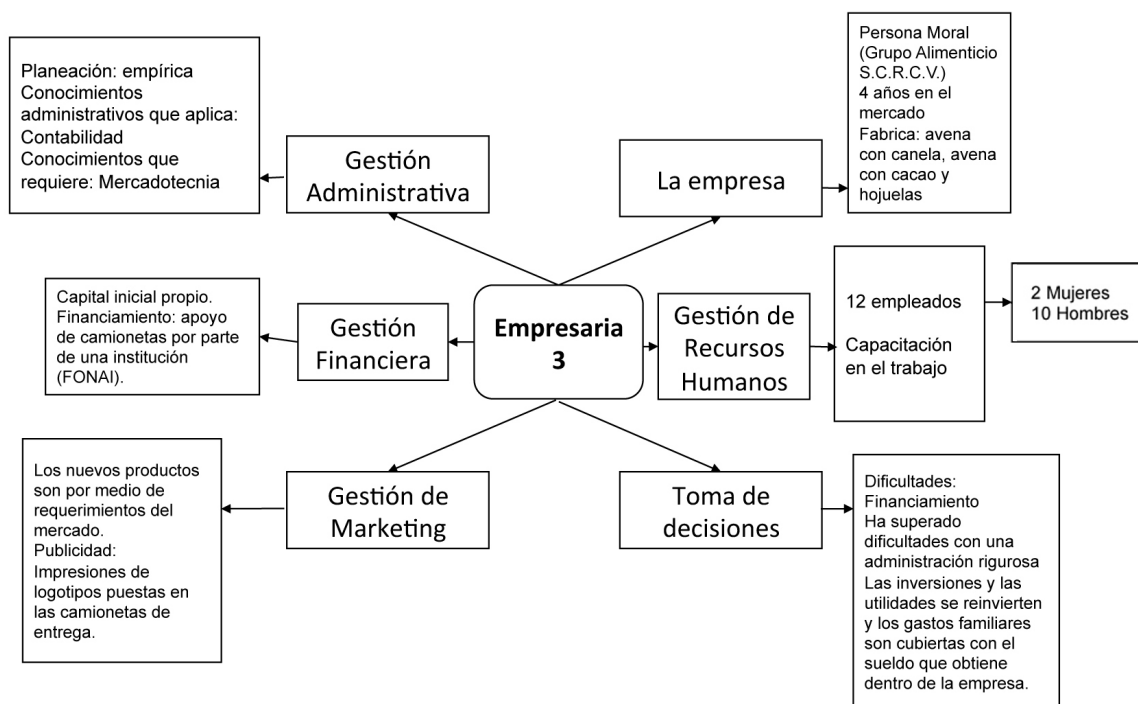 Planeación: empírica
Conocimientos
administrativos que aplica:
Contabilidad
Conocimientos que
requiere: Mercadotecnia
Gestión
Administrativa
La empresa
Persona Moral
(Grupo Alimenticio
S.C.R.C.V.)
4 años en el
mercado
Fabrica: avena
con canela, avena
con cacao y
hojuelas
Capital inicial propio.
Financiamiento: apoyo
de camionetas por parte
de una institución
(FONAI).
Gestión
Financiera
Empresaria
3
Gestión de
Recursos
Humanos
12 empleados
Capacitación
en el trabajo
2 Mujeres
10 Hombres
Los nuevos productos
son por medio de
requerimientos del
mercado.
Publicidad:
Impresiones de
logotipos puestas en
las camionetas de
entrega.
Gestión de
Marketing
Toma de
decisiones
Dificultades:
Financiamiento
Ha superado
dificultades con una
administración rigurosa
Las inversiones y las
utilidades se reinvierten
y los gastos familiares
son cubiertas con el
sueldo que obtiene
dentro de la empresa.